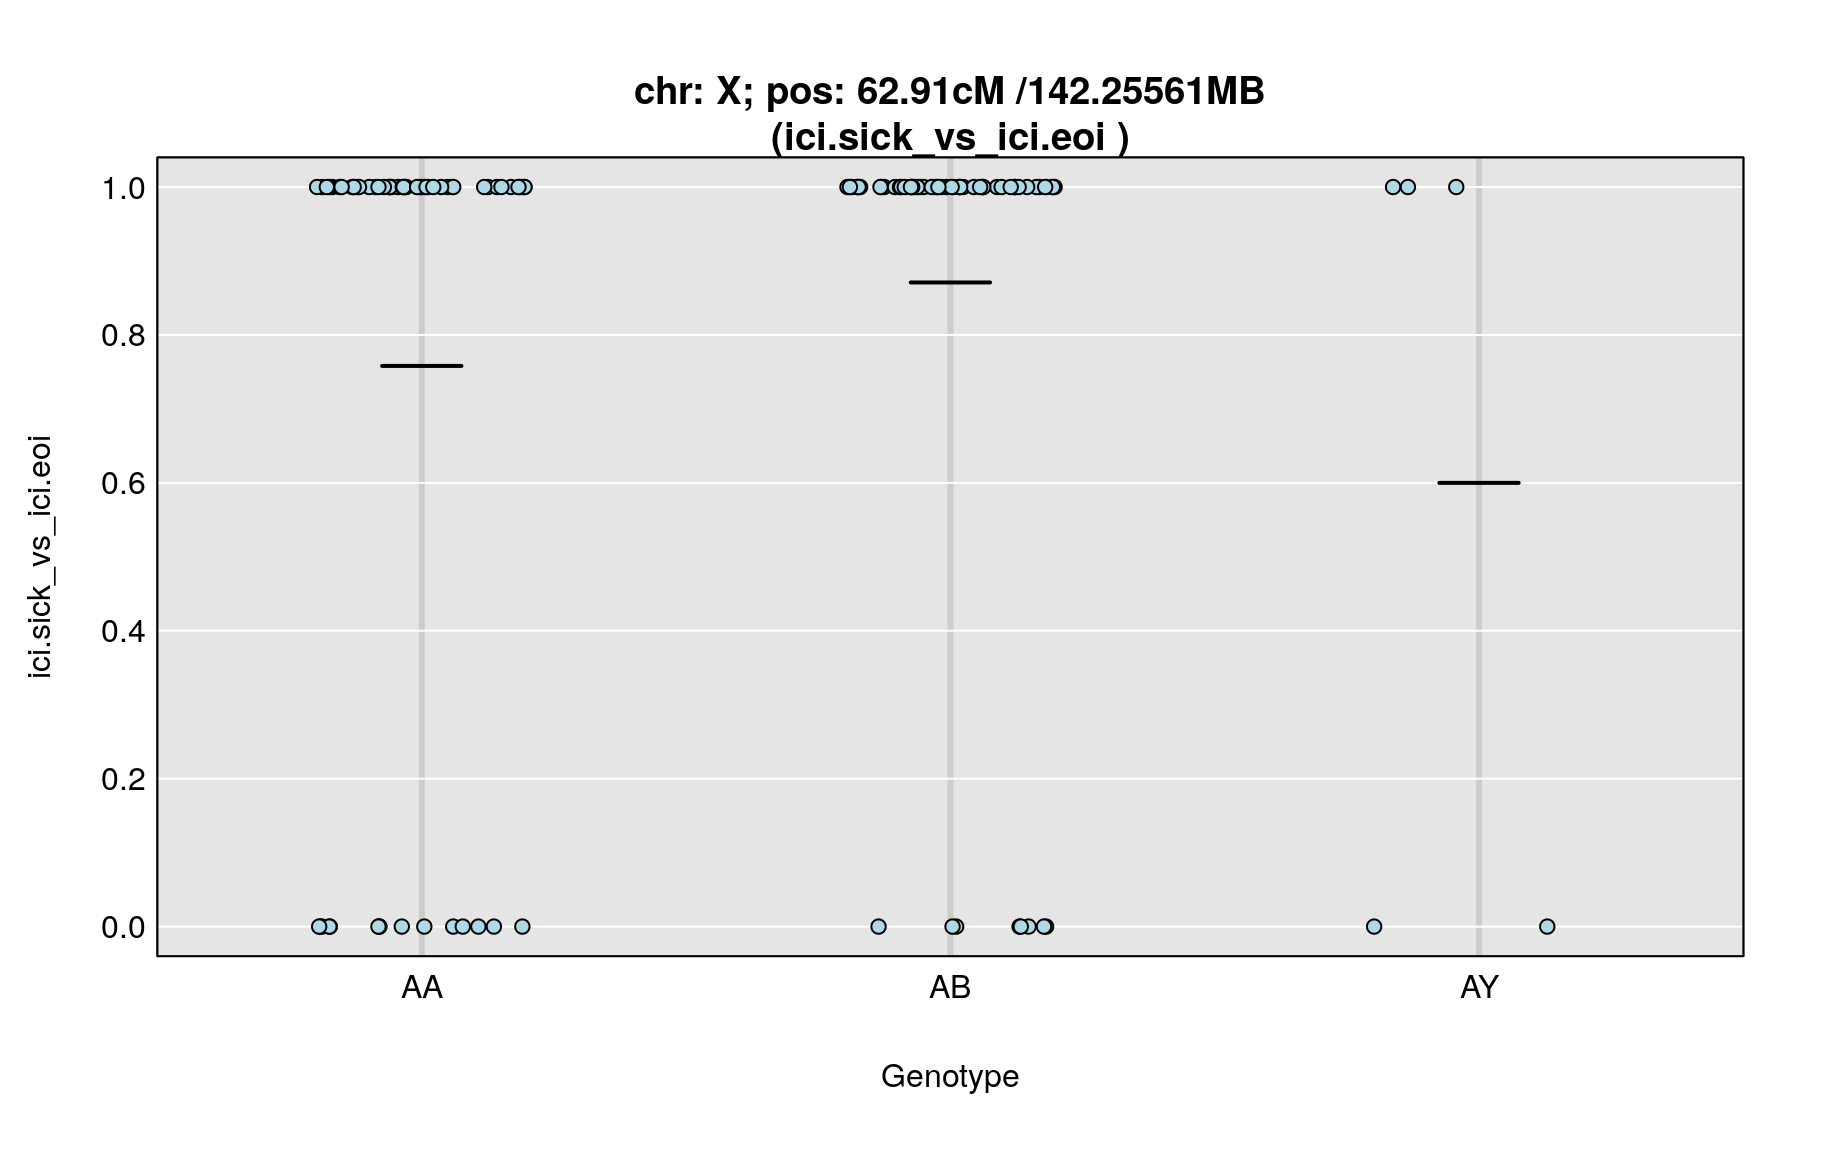 chr: X; pos: 62.91cM /142.25561MB
(ici.sick_vs_ici.eoi )
ici.sick_vs_ici.eoi
1.0
0.8
0.6
0.4
0.2
0.0
AA AB AY
Genotype